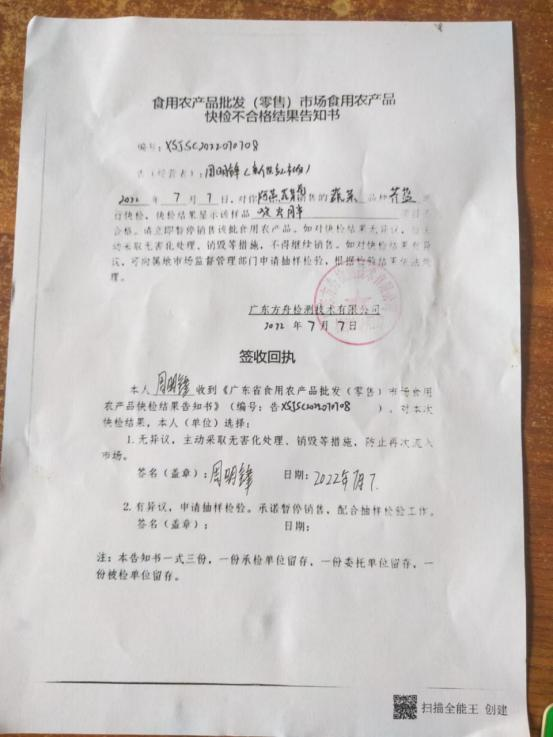 食用农产品批发（零售）市场食用农产品
快检不合格结果告知书
编号：XSJSC2022070708
告（经营者）：周明锋
2022 年 7 月 7 日，对你 销售的 蔬菜 品种 芥蓝 进
行快检，快检结果显示该样品 啶虫脒 项目不
合格。请立即暂停销售该批食用农产品。如对快检结果无异议，应主
动采取无害化处理、销毁等措施，不得继续销售。如对快检结果有异
议，可向属地市场监督管理部门申请抽样检验，根据检验结果依法处
理。
广东方舟检测技术有限公司
2022 年 7 月 7 日
签收回执
本人 周明锋 收到《广东省食用农产品批发（零售）市场食用
农产品快检结果告知书》（编号：告XSJSC2022070708 ），对本次
快检结果，本人（单位）选择：
1.无异议，主动采取无害化处理、销毁等措施，防止再次流入
市场。
签名（盖章）：周明锋 日期：2022年7月7.
2.有异议，申请抽样检验。承诺暂停销售，配合抽样检验工作。
签名（盖章）： 日期：
注：本告知书一式三份，一份承检单位留存，一份委托单位留存，一
份被检单位留存。
扫描全能王 创建